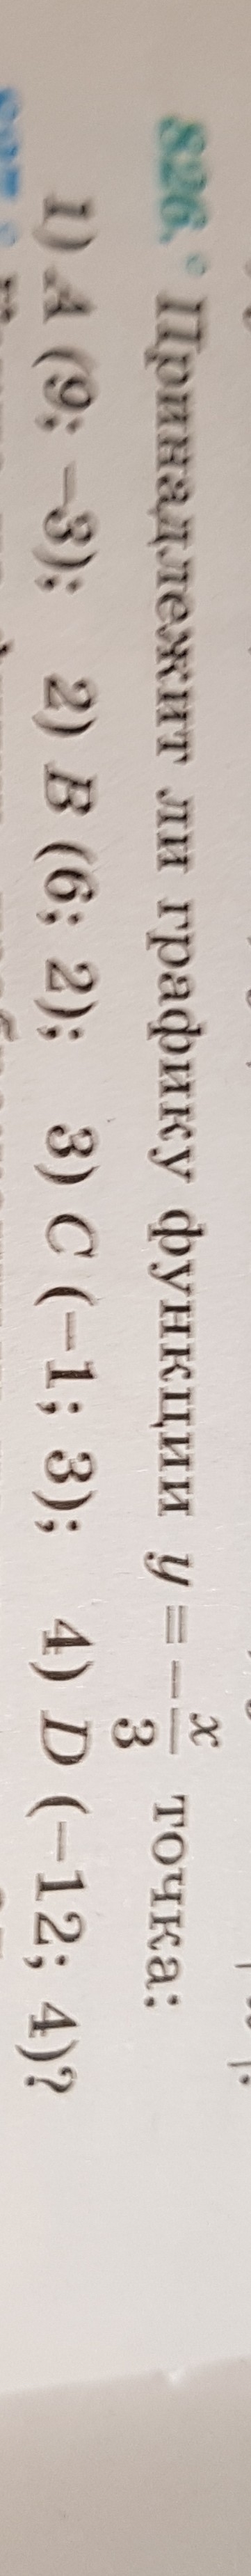 826.° Принадлежит ли графику функции y = −x/3 точка:
1) A (9; −3); 2) B (6; 2); 3) C (−1; 3); 4) D (−12; 4)?